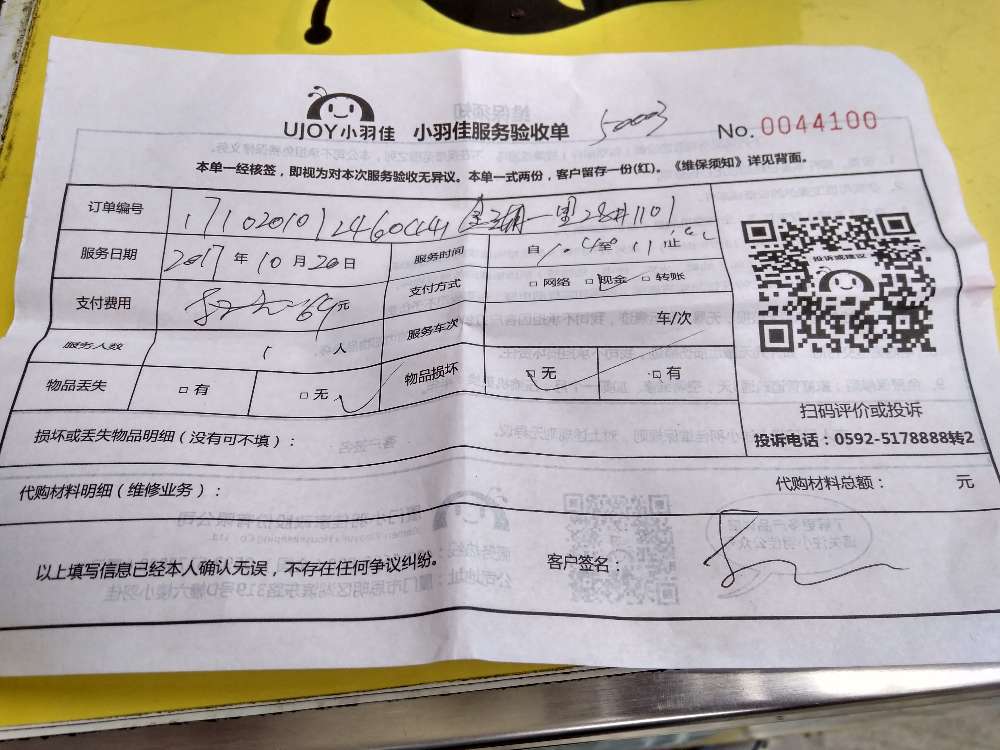 UJOY小羽佳 小羽佳服务验收单 5003 No.0044100
本单一经核签，即视为对本次服务验收无异议。本单一式两份，客户留存一份(红)。《维保须知》详见背面。
订单编号
服务日期 2017年10月20日 服务时间 自 至 止
支付费用 元 支付方式 □网络 □现金 □转账
服务人数 1 人 服务车次 车/次
物品丢失 □有 □无 物品损坏 □无 □有
投诉或建议
扫码评价或投诉
投诉电话：0592-5178888转2
损坏或丢失物品明细（没有可不填）：
代购材料明细（维修业务）： 代购材料总额： 元
以上填写信息已经本人确认无误，不存在任何争议纠纷。 客户签名：